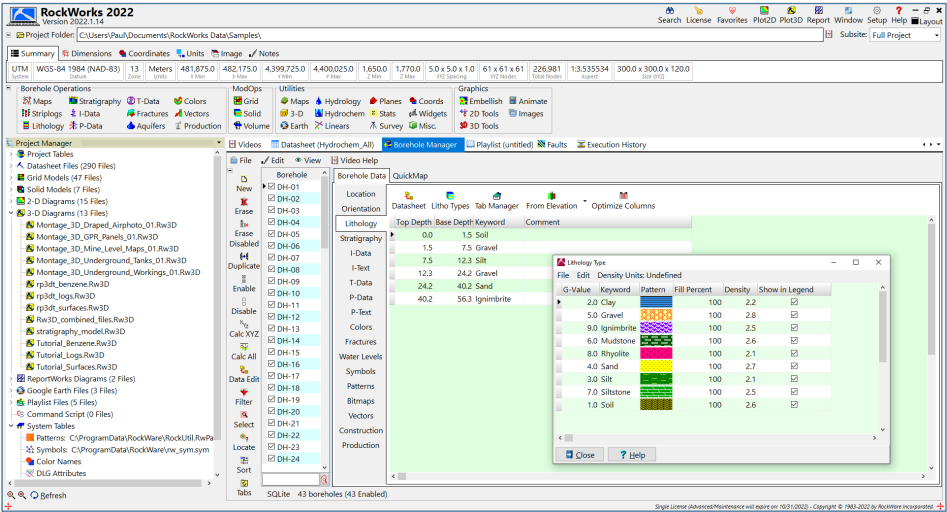 RockWorks 2022
Version 2022.1.14
Search License Favorites Plot2D Plot3D Report Window Setup Help Layout
Project Folder: C:\Users\Paul\Documents\RockWorks Data\Samples\ Subsite: Full Project
Summary Dimensions Coordinates Units Image Notes
UTM WGS-84 1984 (NAD-83) 13 Meters 481,875.0 482,175.0 4,399,725.0 4,400,025.0 1,650.0 1,770.0 5.0 x 5.0 x 1.0 61 x 61 x 61 226,981 1:3.535534 300.0 x 300.0 x 120.0
System Datum Zone Units X Min X Max Y Min Y Max Z Min Z Max XYZ Spacing XYZ Nodes Total Nodes Aspect Size (XYZ)
Borehole Operations ModOps Utilities Graphics
Maps Stratigraphy T-Data Colors Grid Maps Hydrology Planes Coords Embellish Animate
Striplogs I-Data Fractures Vectors Solid 3-D Hydrochem Stats Widgets 2D Tools Images
Lithology P-Data Aquifers Production Volume Earth Linears Survey Misc. 3D Tools
Project Manager
Project Tables
Datasheet Files (290 Files)
Grid Models (47 Files)
Solid Models (7 Files)
2-D Diagrams (15 Files)
3-D Diagrams (13 Files)
Montage_3D_Draped_Airphoto_01.Rw3D
Montage_3D_GPR_Panels_01.Rw3D
Montage_3D_Mine_Level_Maps_01.Rw3D
Montage_3D_Underground_Tanks_01.Rw3D
Montage_3D_Underground_Workings_01.Rw3D
rp3dt_benzene.Rw3D
rp3dt_logs.Rw3D
rp3dt_surfaces.Rw3D
Rw3D_combined_files.Rw3D
stratigraphy_model.Rw3D
Tutorial_Benzene.Rw3D
Tutorial_Logs.Rw3D
Tutorial_Surfaces.Rw3D
ReportWorks Diagrams (2 Files)
Google Earth Files (3 Files)
Playlist Files (5 Files)
Command Script (0 Files)
System Tables
Patterns: C:\ProgramData\RockWare\RockUtil.RwPa
Symbols: C:\ProgramData\RockWare\rw_sym.sym
Color Names
DLG Attributes
Refresh
Videos Datasheet (Hydrochem_All) Borehole Manager Playlist (untitled) Faults Execution History
File Edit View Video Help
New
Erase
Erase Disabled
Duplicate
Enable
Disable
Calc XYZ
Calc All
Data Edit
Filter
Select
Locate
Sort
Tabs
Borehole
DH-01
DH-02
DH-03
DH-04
DH-05
DH-06
DH-07
DH-08
DH-09
DH-10
DH-11
DH-12
DH-13
DH-14
DH-15
DH-16
DH-17
DH-18
DH-19
DH-20
DH-21
DH-22
DH-23
DH-24
Borehole Data QuickMap
Location
Orientation
Lithology
Stratigraphy
I-Data
I-Text
T-Data
P-Data
P-Text
Colors
Fractures
Water Levels
Symbols
Patterns
Bitmaps
Vectors
Construction
Production
Datasheet Litho Types Tab Manager From Elevation Optimize Columns
Top Depth Base Depth Keyword Comment
0.0 1.5 Soil
1.5 7.5 Gravel
7.5 12.3 Silt
12.3 24.2 Gravel
24.2 40.2 Sand
40.2 56.3 Ignimbrite
Lithology Type
File Edit Density Units: Undefined
G-Value Keyword Pattern Fill Percent Density Show in Legend
2.0 Clay 100 2.2
5.0 Gravel 100 2.8
9.0 Ignimbrite 100 2.5
6.0 Mudstone 100 2.6
8.0 Rhyolite 100 2.1
4.0 Sand 100 2.7
3.0 Silt 100 2.1
7.0 Siltstone 100 2.5
1.0 Soil 100 2.6
Close Help
SQLite 43 boreholes (43 Enabled)
Single License (Advanced/Maintenance will expire on: 10/31/2022) - Copyright © 1983-2022 by RockWare Incorporated.